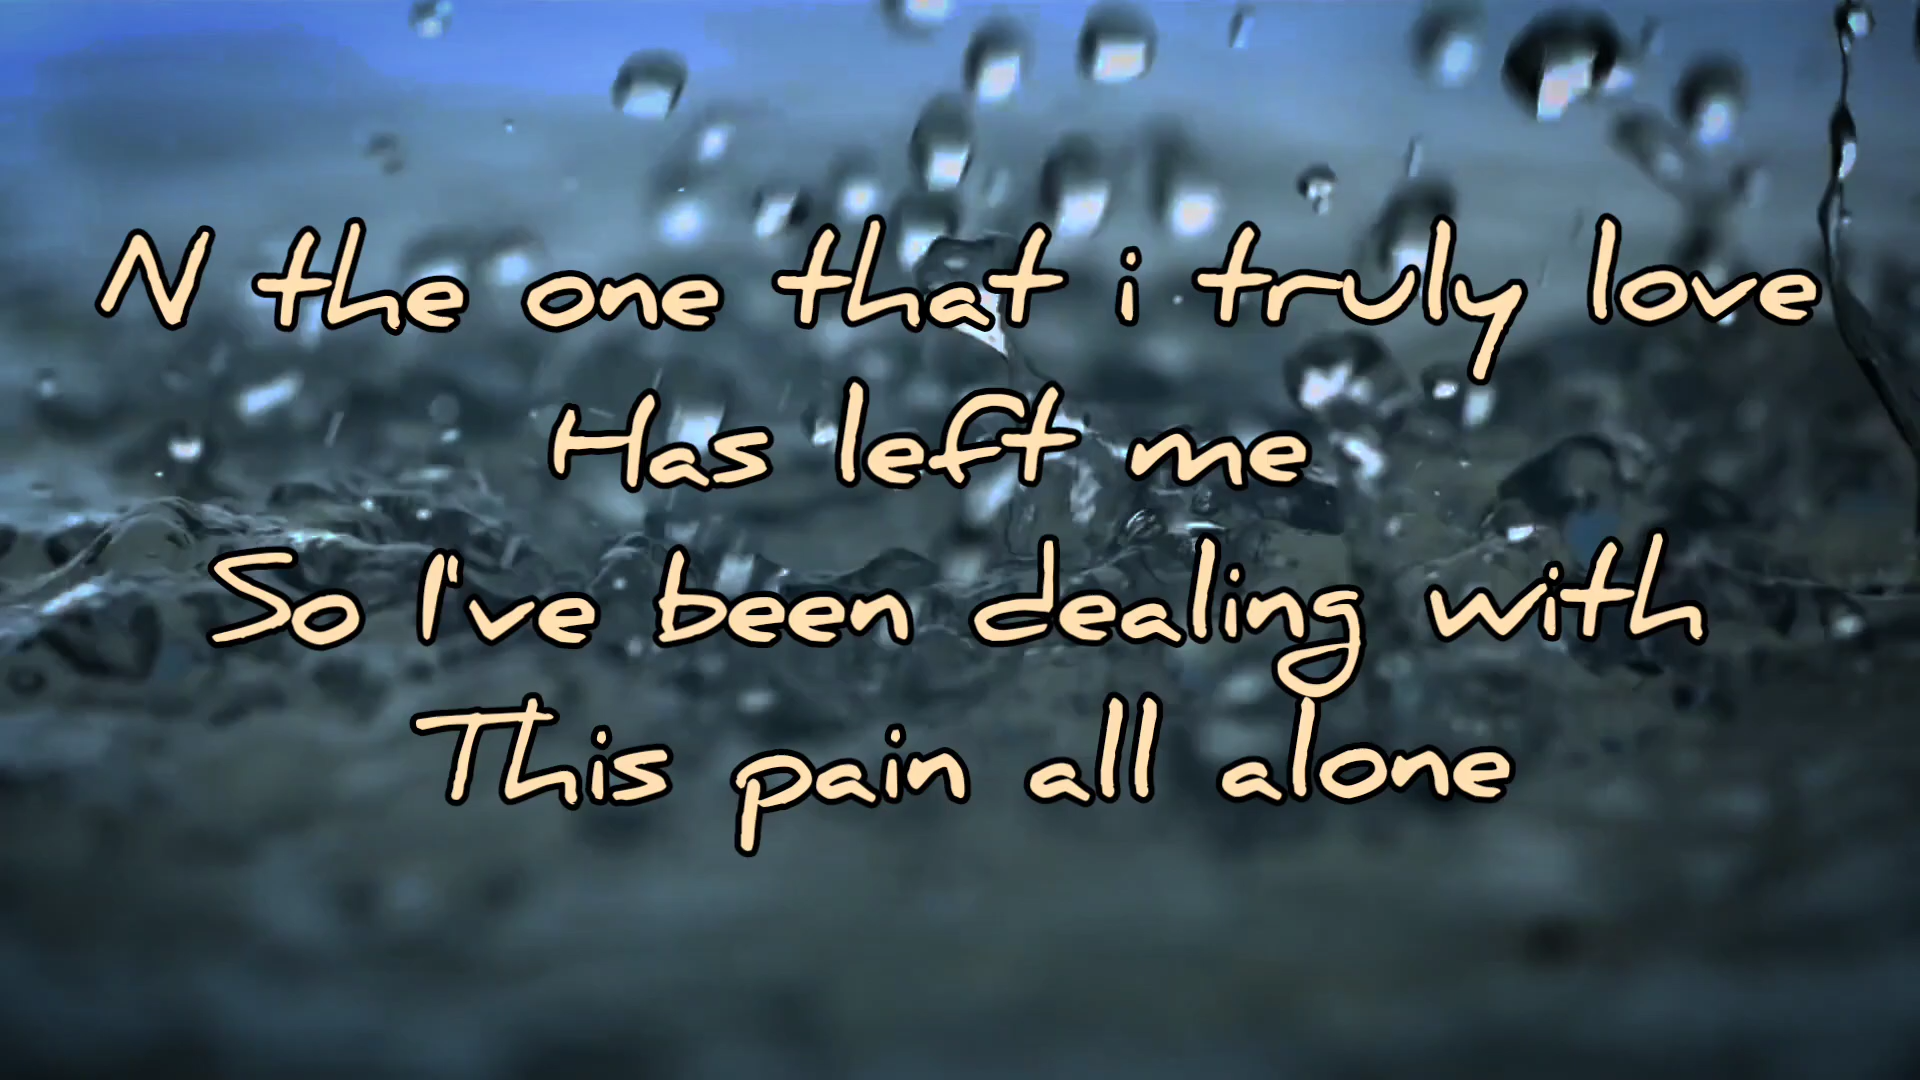 N the one that i truly love
Has left me
So I've been dealing with
This pain all alone